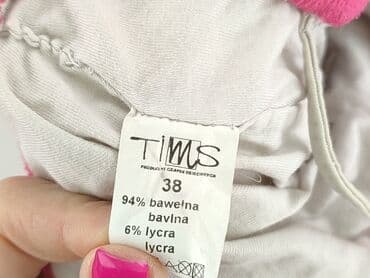 TIMS
38
94% bawełna
bavlna
6% lycra
lycra